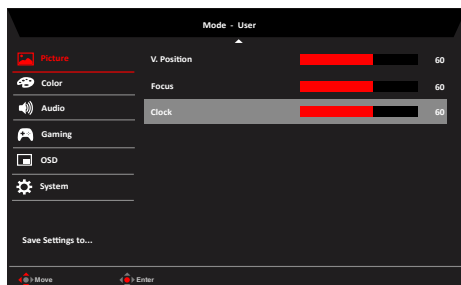 Mode - User
Picture
Color
Audio
Gaming
OSD
System
Save Settings to...
V. Position 60
Focus 60
Clock 60
Move
Enter